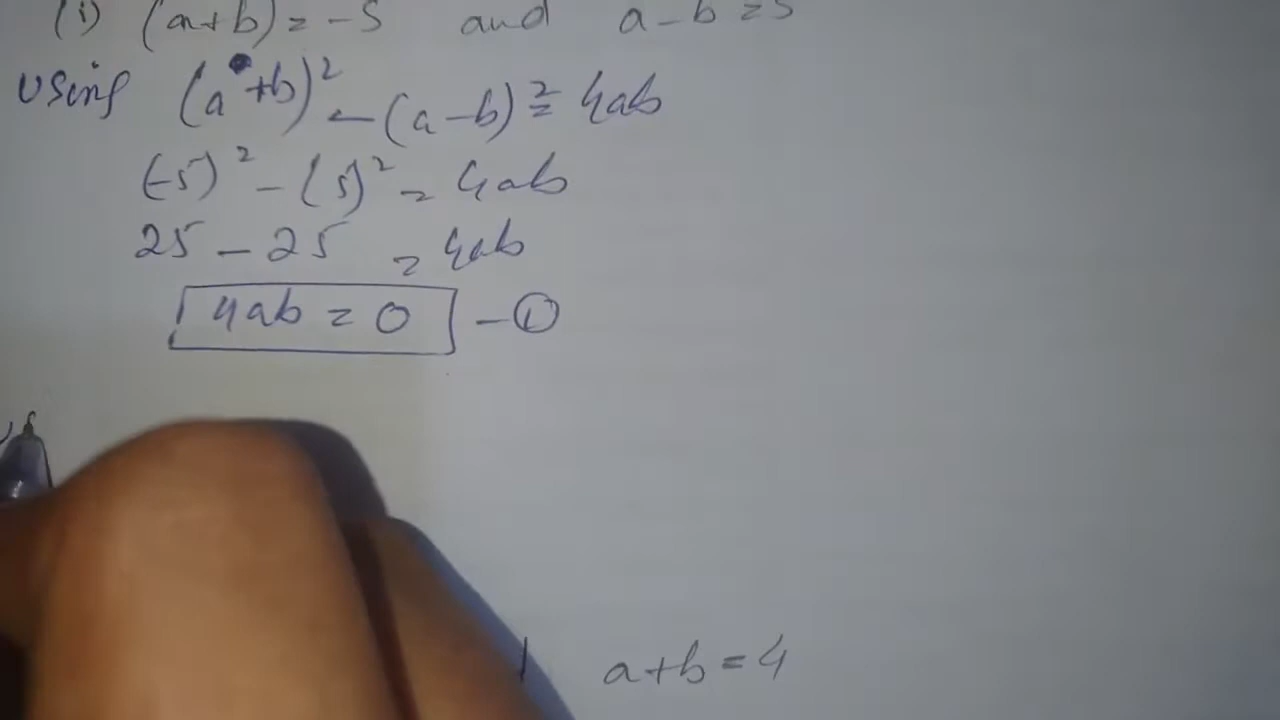 (i) (a+b) = -5 and a-b = 5
Using (a+b)² - (a-b)² = 4ab
(-5)² - (5)² = 4ab
25 - 25 = 4ab
4ab = 0 - ①
a+b = 4